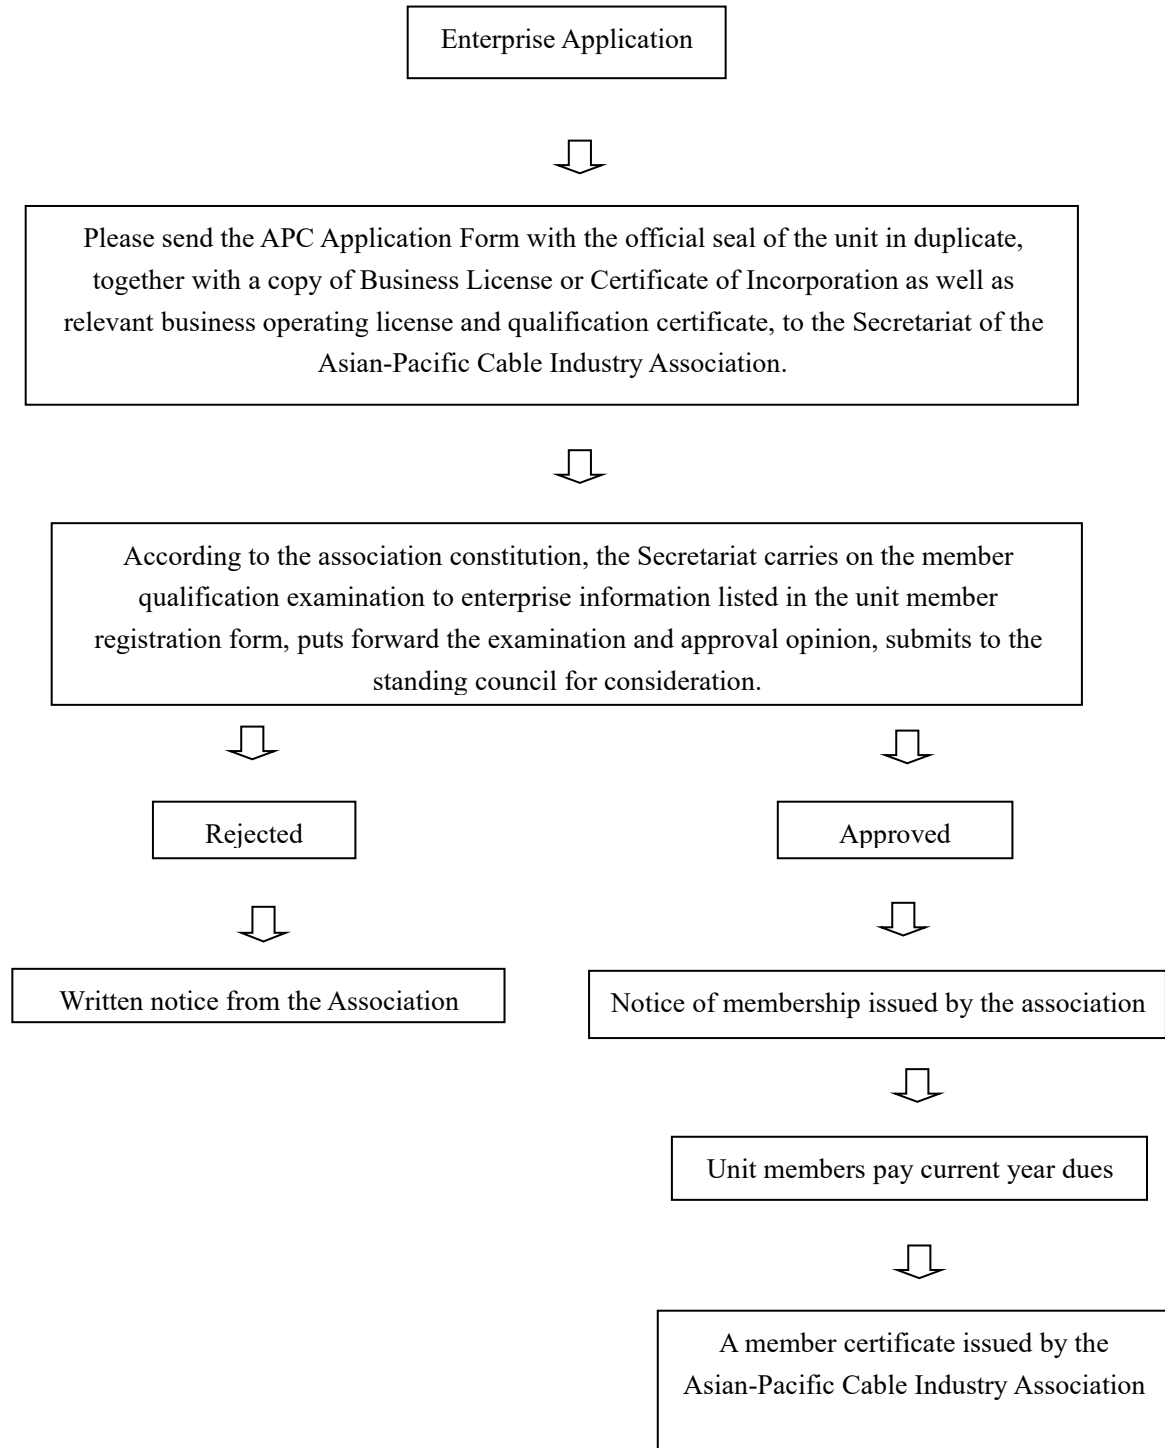 Enterprise Application
Please send the APC Application Form with the official seal of the unit in duplicate,
together with a copy of Business License or Certificate of Incorporation as well as
relevant business operating license and qualification certificate, to the Secretariat of the
Asian-Pacific Cable Industry Association.
According to the association constitution, the Secretariat carries on the member
qualification examination to enterprise information listed in the unit member
registration form, puts forward the examination and approval opinion, submits to the
standing council for consideration.
Rejected
Approved
Written notice from the Association
Notice of membership issued by the association
Unit members pay current year dues
A member certificate issued by the
Asian-Pacific Cable Industry Association